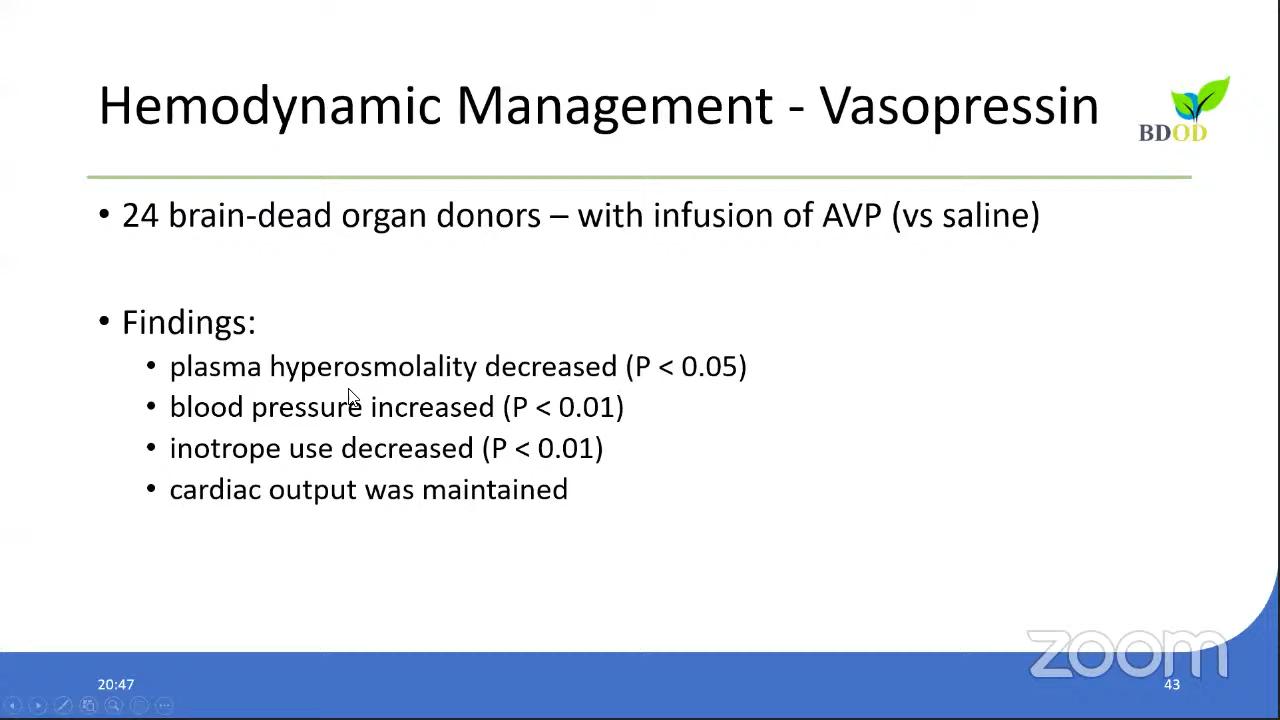 Hemodynamic Management - Vasopressin
BDOD
• 24 brain-dead organ donors – with infusion of AVP (vs saline)
• Findings:
• plasma hyperosmolality decreased (P < 0.05)
• blood pressure increased (P < 0.01)
• inotrope use decreased (P < 0.01)
• cardiac output was maintained
zoom
20:47
43